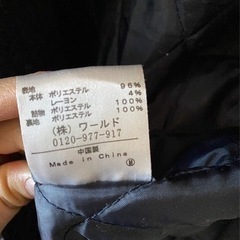 表地
本体 ポリエステル 96%
レーヨン 4%
詰物 ポリエステル 100%
裏地 ポリエステル 100%
(株) ワールド
0120-977-917
中国製
Made in China